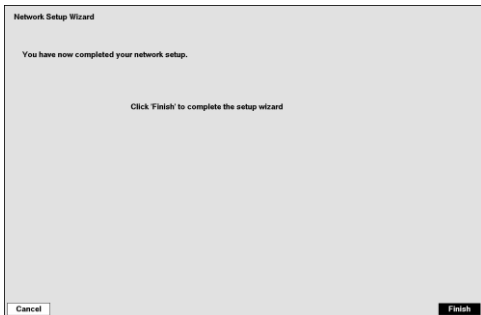 Network Setup Wizard
You have now completed your network setup.
Click 'Finish' to complete the setup wizard
Cancel
Finish